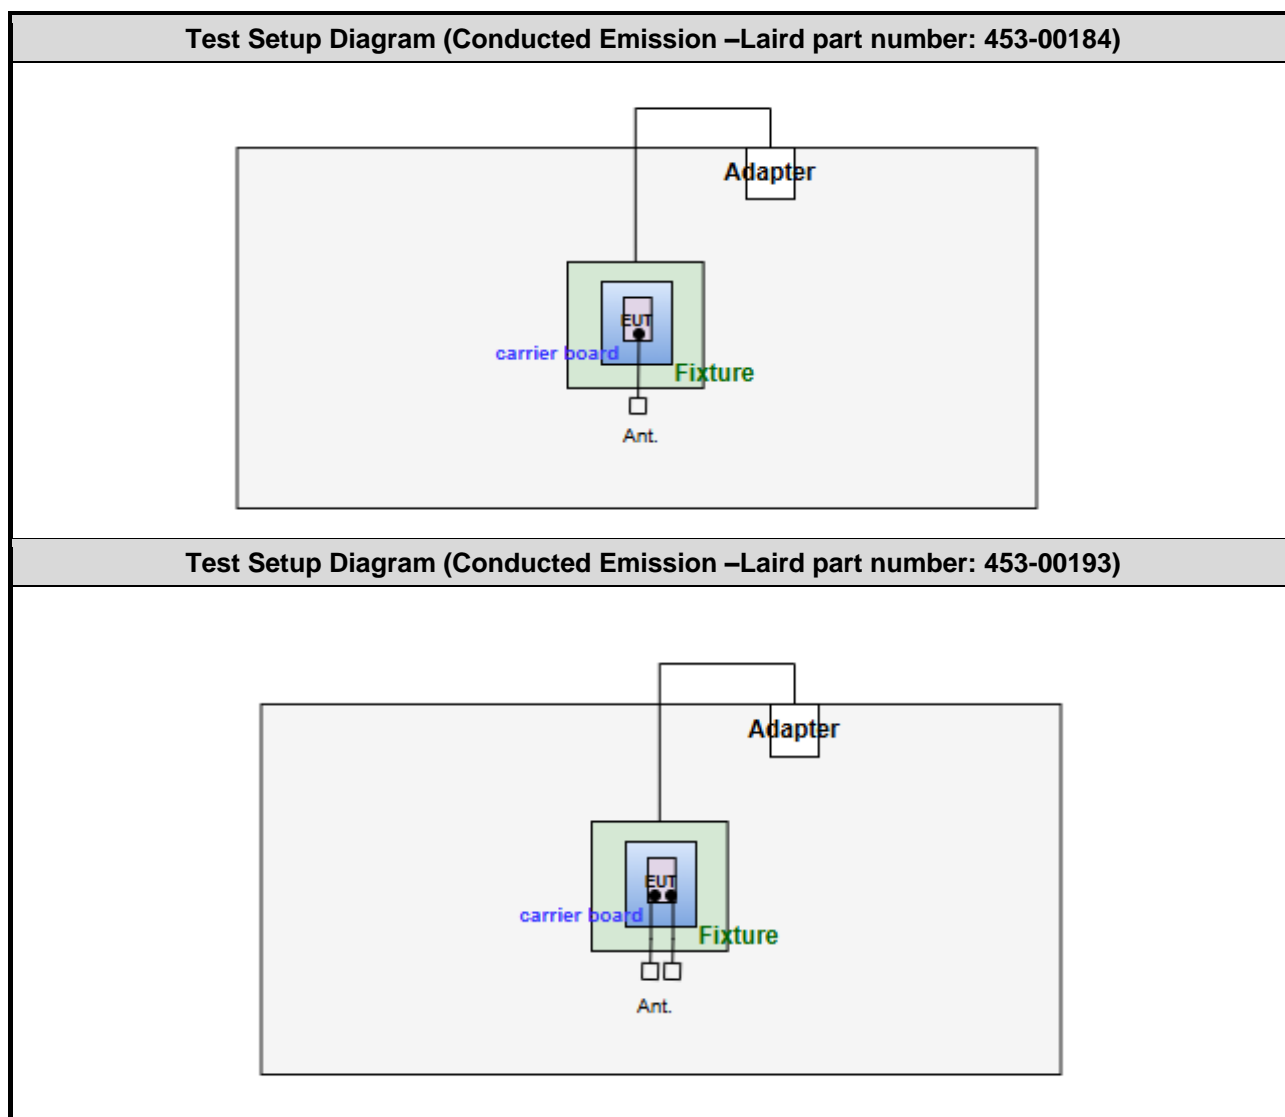 Test Setup Diagram (Conducted Emission –Laird part number: 453-00184)
Adapter
EUT
carrier board
Fixture
Ant.
Test Setup Diagram (Conducted Emission –Laird part number: 453-00193)
Adapter
EUT
carrier board
Fixture
Ant.